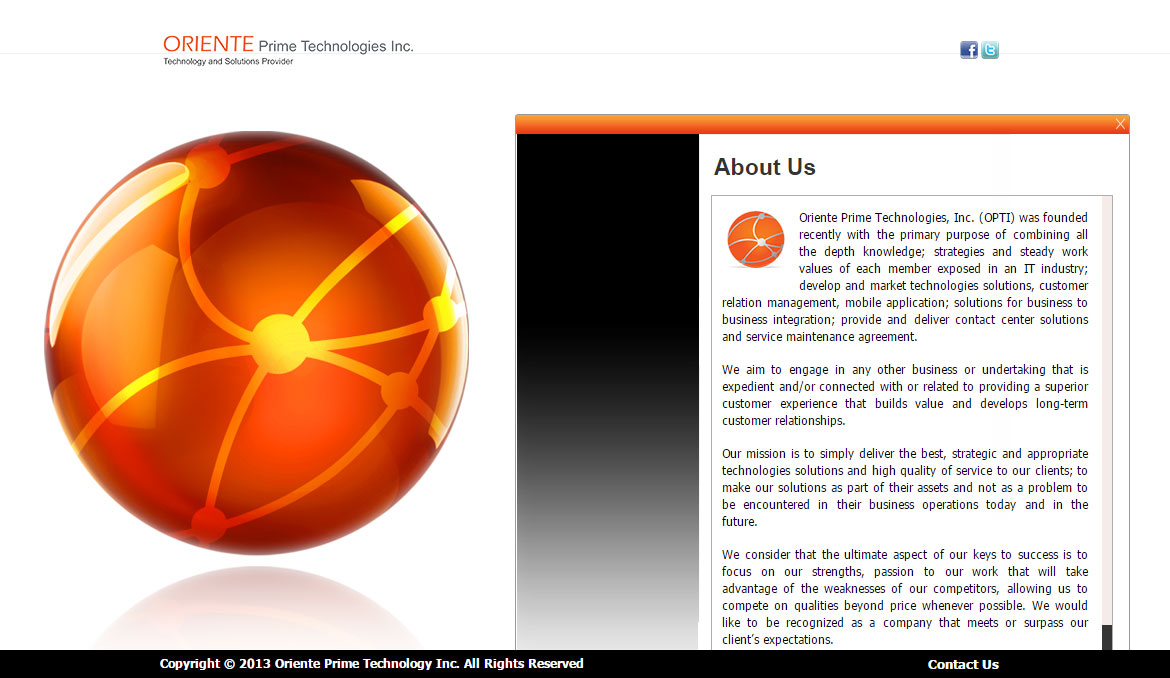 ORIENTE Prime Technologies Inc.
Technology and Solutions Provider
X
About Us
Oriente Prime Technologies, Inc. (OPTI) was founded
recently with the primary purpose of combining all
the depth knowledge; strategies and steady work
values of each member exposed in an IT industry;
develop and market technologies solutions, customer
relation management, mobile application; solutions for business to
business integration; provide and deliver contact center solutions
and service maintenance agreement.
We aim to engage in any other business or undertaking that is
expedient and/or connected with or related to providing a superior
customer experience that builds value and develops long-term
customer relationships.
Our mission is to simply deliver the best, strategic and appropriate
technologies solutions and high quality of service to our clients; to
make our solutions as part of their assets and not as a problem to
be encountered in their business operations today and in the
future.
We consider that the ultimate aspect of our keys to success is to
focus on our strengths, passion to our work that will take
advantage of the weaknesses of our competitors, allowing us to
compete on qualities beyond price whenever possible. We would
like to be recognized as a company that meets or surpass our
client’s expectations.
Copyright © 2013 Oriente Prime Technology Inc. All Rights Reserved
Contact Us